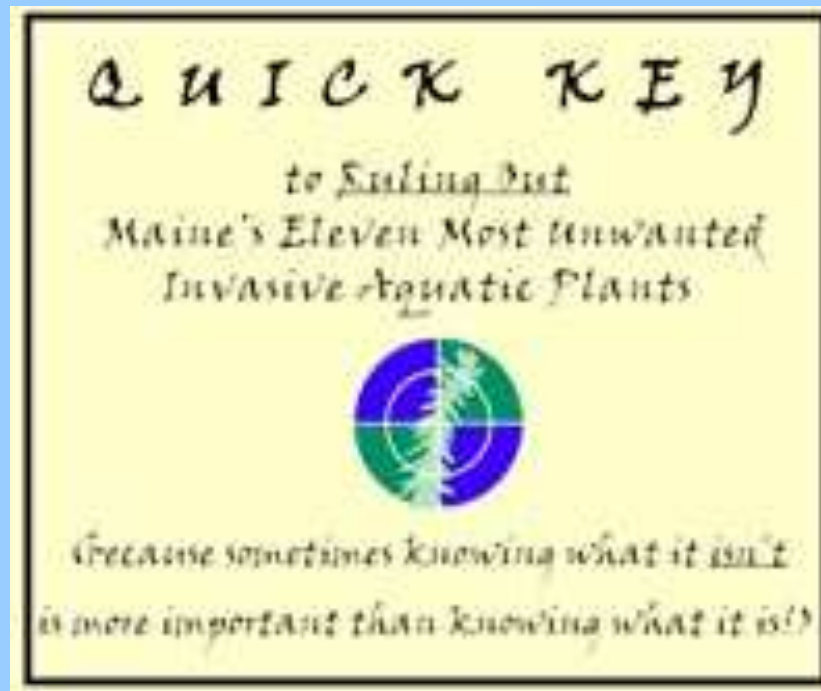 QUICK KEY
to Ruling Out
Maine's Eleven Most Unwanted
Invasive Aquatic Plants
(because sometimes knowing what it isn't
is more important than knowing what it is!)